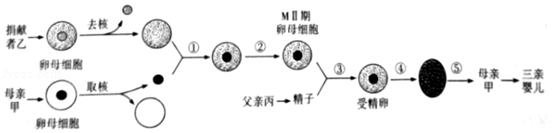 捐献者乙
去核
卵母细胞
母亲甲
取核
卵母细胞
①
②
MⅡ期
卵母细胞
父亲丙
精子
③
受精卵
④
⑤
母亲甲
三亲婴儿